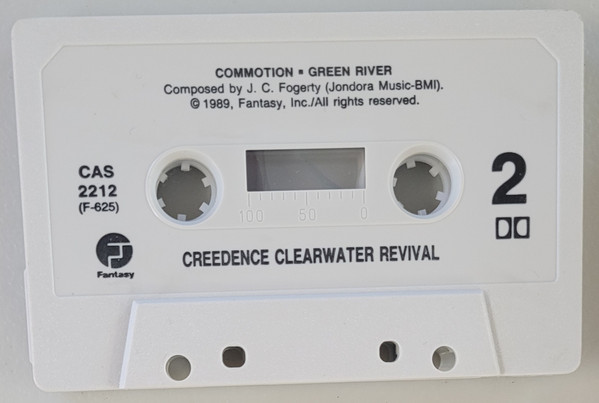 COMMOTION ▪ GREEN RIVER
Composed by J. C. Fogerty (Jondora Music-BMI).
© 1989, Fantasy, Inc./All rights reserved.
CAS
2212
(F-625)
2
100 50 0
Fantasy
CREEDENCE CLEARWATER REVIVAL